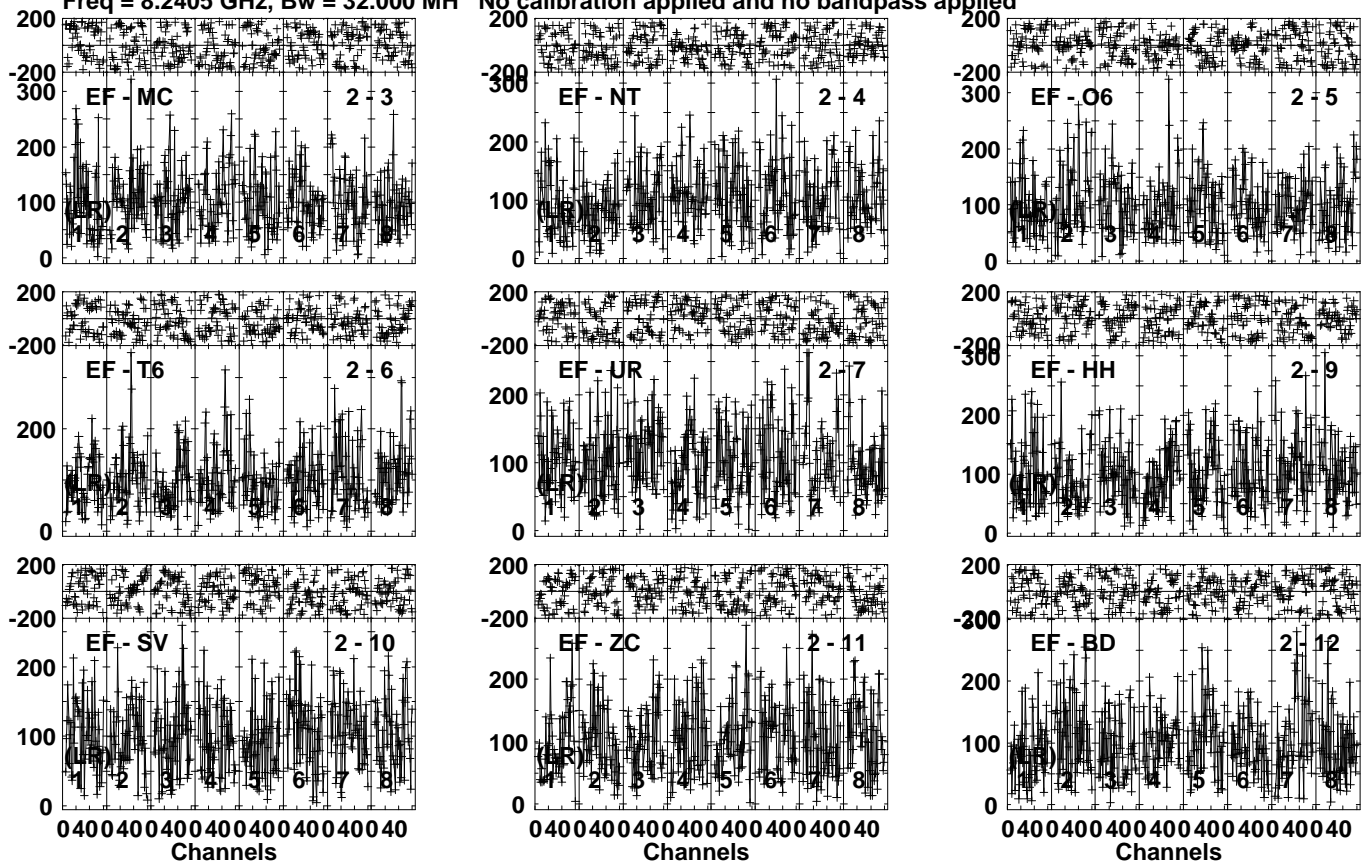 Freq = 8.2405 GHz, Bw = 32.000 MH No calibration applied and no bandpass applied
200 200 200
-200 -200 -200
300 300 300
EF - MC 2 - 3 EF - NT 2 - 4 EF - O6 2 - 5
200 200 200
100 100 100
(LR) (LR) (LR)
1 2 3 4 5 6 7 8 1 2 3 4 5 6 7 8 1 2 3 4 5 6 7 8
0 0 0
200 200 200
-200 -200 -200
300
EF - T6 2 - 6 EF - UR 2 - 7 EF - HH 2 - 9
200 200 200
100 100
(LR) (LR) (LR)
1 2 3 4 5 6 7 8 1 2 3 4 5 6 7 8 1 2 3 4 5 6 7 8
0 0 0
200 200 200
-200 -200 -200
300
EF - SV 2 - 10 EF - ZC 2 - 11 EF - BD 2 - 12
200 200 200
100 100 100
(LR) (LR) (LR)
1 2 3 4 5 6 7 8 1 2 3 4 5 6 7 8 1 2 3 4 5 6 7 8
0 0 0
0 40 0 40 0 40 0 40 0 40 0 40 0 40 0 40 0 40 0 40 0 40 0 40 0 40 0 40 0 40 0 40 0 40 0 40 0 40 0 40 0 40 0 40 0 40 0 40
Channels Channels Channels